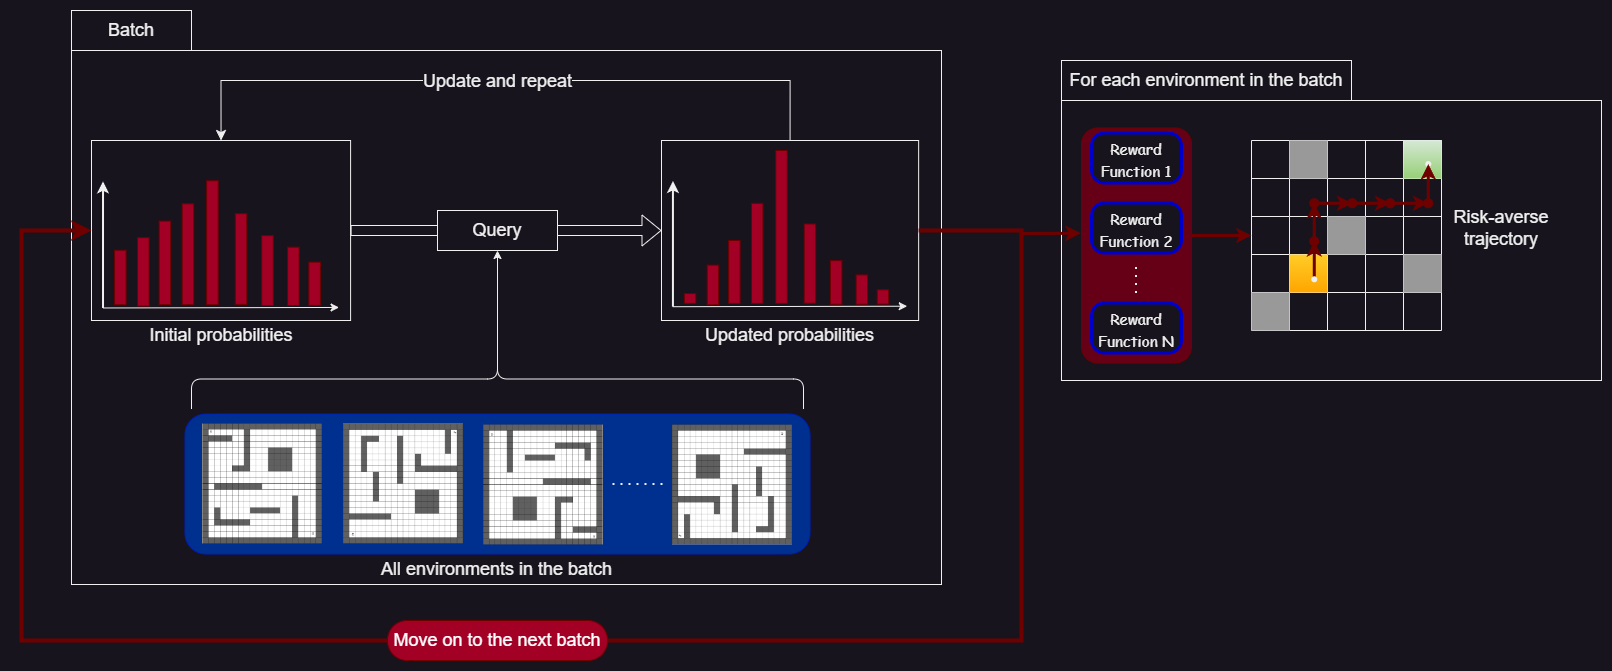 Batch
Update and repeat
Query
Initial probabilities
Updated probabilities
All environments in the batch
Move on to the next batch
For each environment in the batch
Reward
Function 1
Reward
Function 2
Reward
Function N
Risk-averse
trajectory